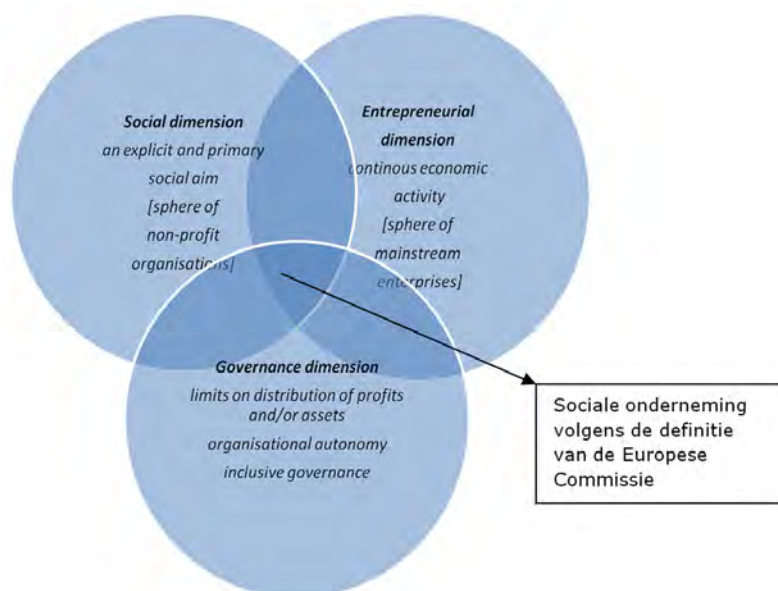 Social dimension
an explicit and primary
social aim
[sphere of
non-profit
organisations]
Entrepreneurial
dimension
continous economic
activity
[sphere of
mainstream
enterprises]
Governance dimension
limits on distribution of profits
and/or assets
organisational autonomy
inclusive governance
Sociale onderneming
volgens de definitie
van de Europese
Commissie